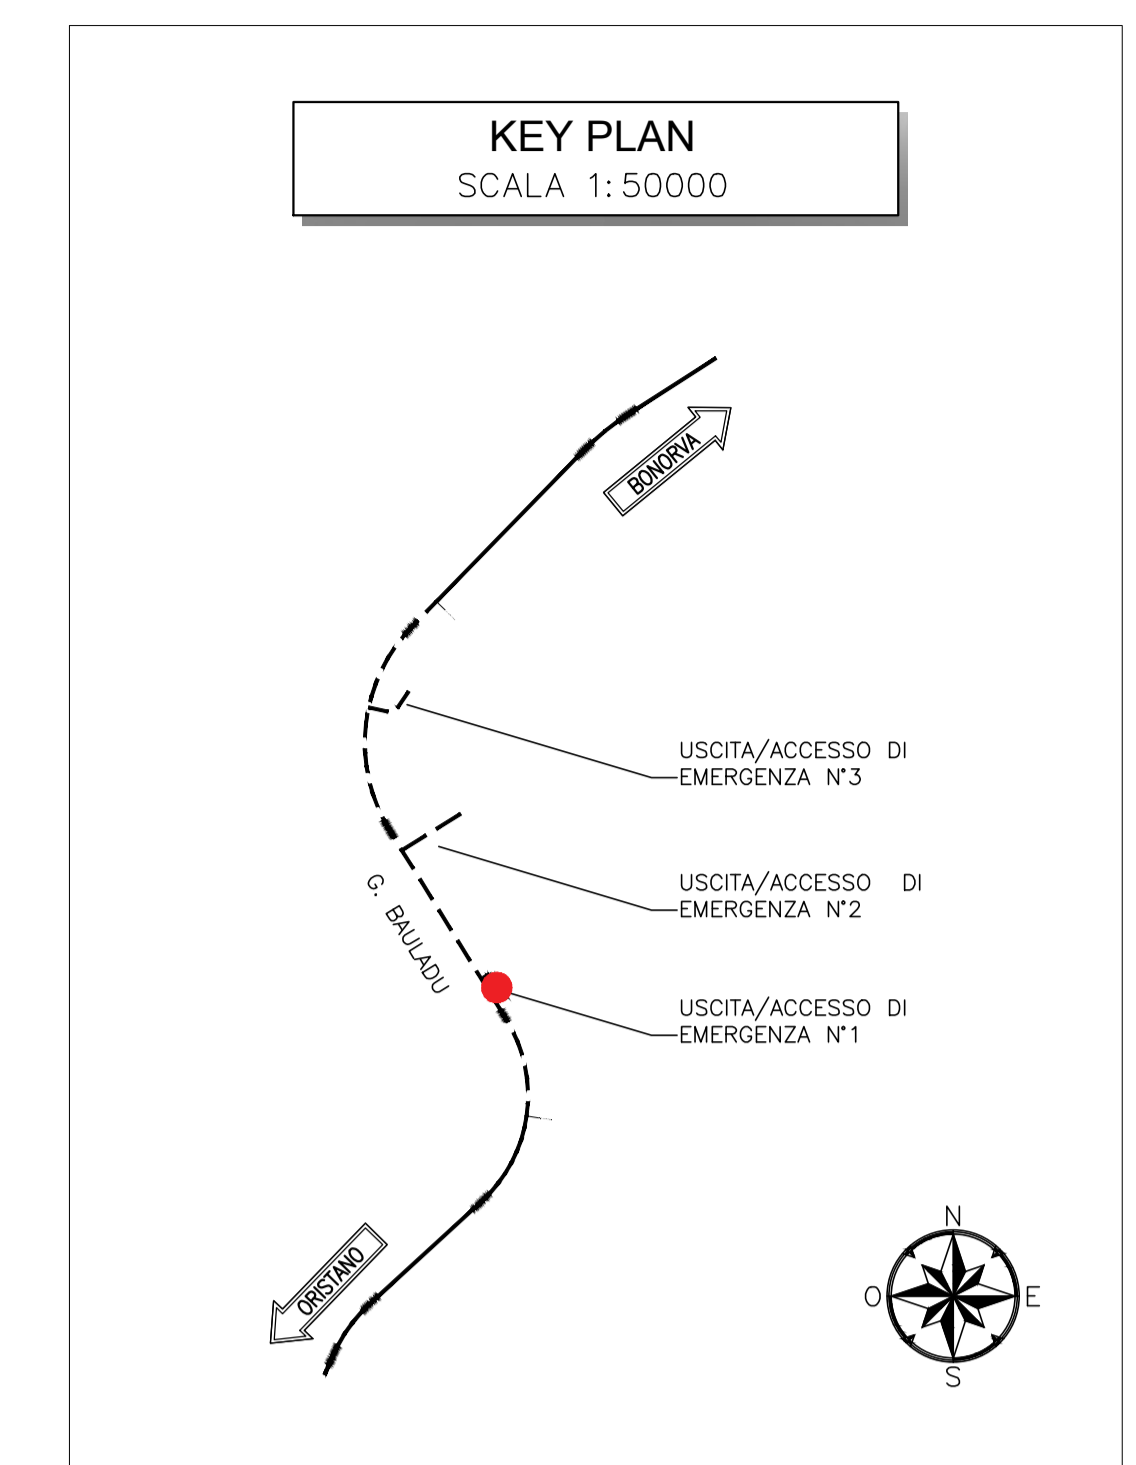 KEY PLAN
SCALA 1:50000
BONORVA
USCITA/ACCESSO DI
EMERGENZA N°3
USCITA/ACCESSO DI
EMERGENZA N°2
G. BAULADU
USCITA/ACCESSO DI
EMERGENZA N°1
ORISTANO
N
O
E
S